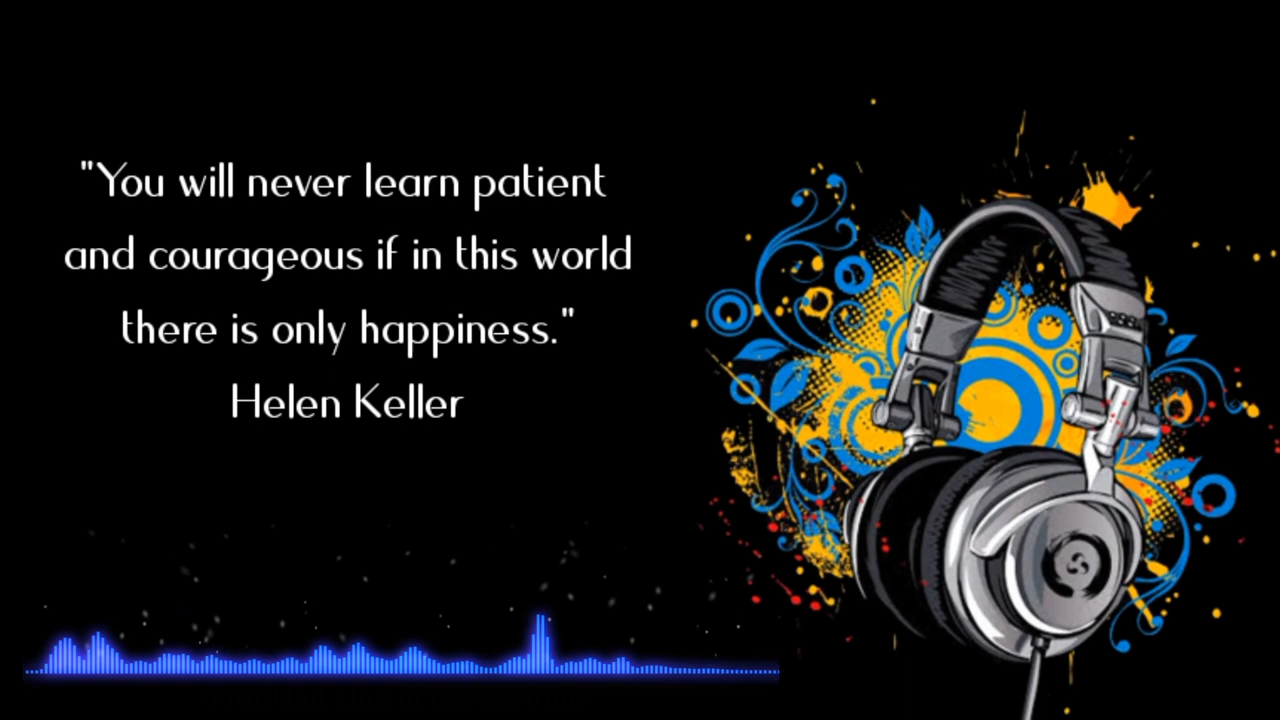 "You will never learn patient
and courageous if in this world
there is only happiness."
Helen Keller